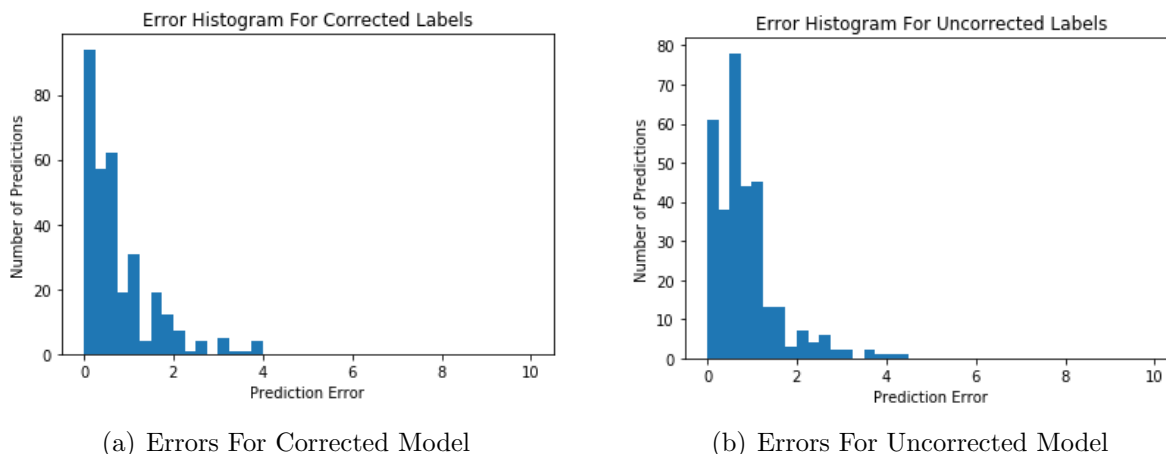 Error Histogram For Corrected Labels
80
60
40
20
0
0 2 4 6 8 10
Number of Predictions
Prediction Error
(a) Errors For Corrected Model
Error Histogram For Uncorrected Labels
80
70
60
50
40
30
20
10
0
0 2 4 6 8 10
Number of Predictions
Prediction Error
(b) Errors For Uncorrected Model